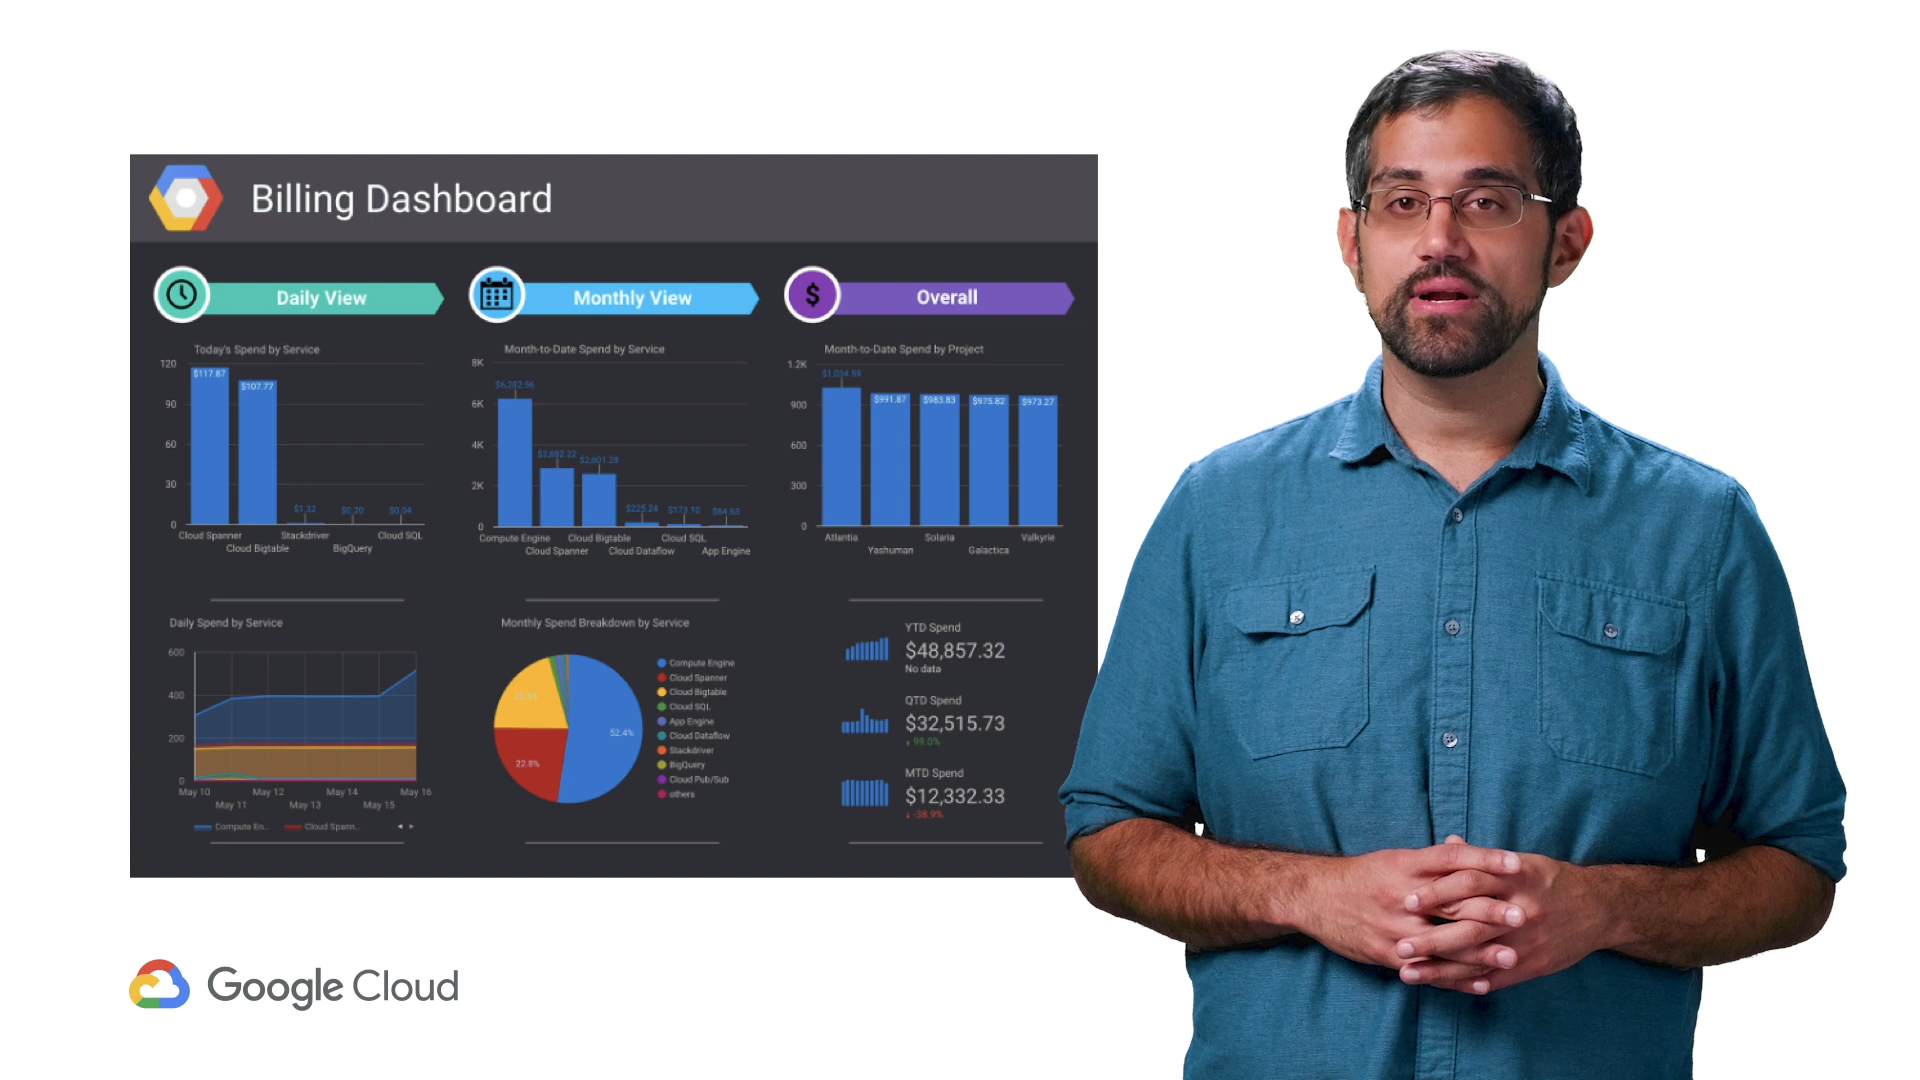 Billing Dashboard
Daily View
Monthly View
$
Overall
Today's Spend by Service
120
90
60
30
0
$117.87
$107.77
$1.32
$0.20
$0.04
Cloud Spanner
Cloud Bigtable
Stackdriver
BigQuery
Cloud SQL
Month-to-Date Spend by Service
8K
6K
4K
2K
0
$2,601.28
$225.24
$173.10
$84.63
Compute Engine
Cloud Spanner
Cloud Bigtable
Cloud Dataflow
Cloud SQL
App Engine
Month-to-Date Spend by Project
1.2K
900
600
300
0
$991.87
$983.83
$975.82
$973.27
Atlantia
Yashuman
Solaria
Galactica
Valkyrie
Daily Spend by Service
600
400
200
0
May 10
May 11
May 12
May 13
May 14
May 15
May 16
Compute En..
Cloud Spann..
Monthly Spend Breakdown by Service
52.4%
22.8%
Compute Engine
Cloud Spanner
Cloud Bigtable
Cloud SQL
App Engine
Cloud Dataflow
Stackdriver
BigQuery
Cloud Pub/Sub
others
YTD Spend
$48,857.32
No data
QTD Spend
$32,515.73
99.0%
MTD Spend
$12,332.33
-38.9%
Google Cloud